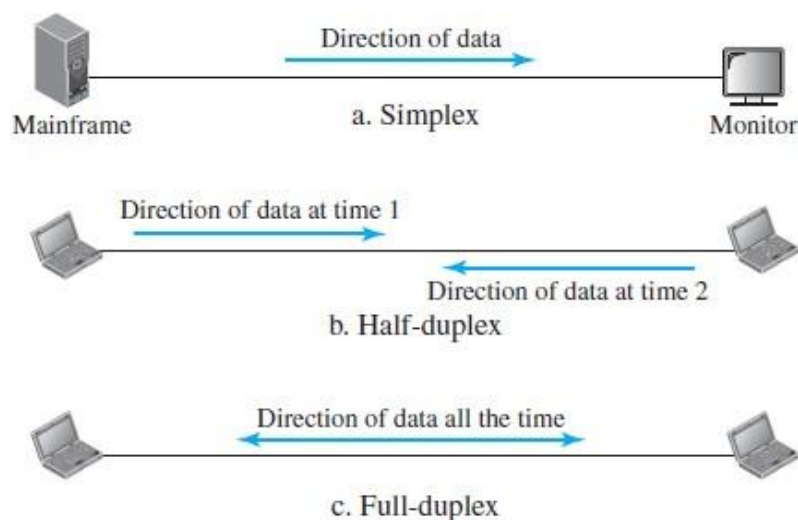 Direction of data
Mainframe
a. Simplex
Monitor
Direction of data at time 1
Direction of data at time 2
b. Half-duplex
Direction of data all the time
c. Full-duplex